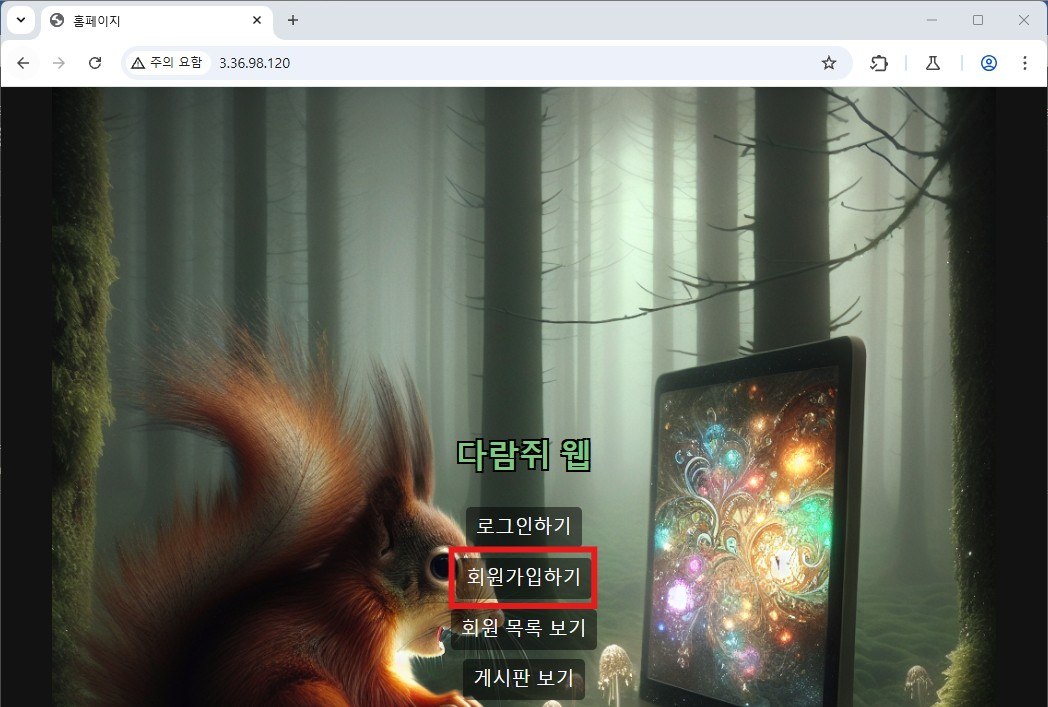 홈페이지
주의 요함 3.36.98.120
다람쥐 웹
로그인하기
회원가입하기
회원 목록 보기
게시판 보기